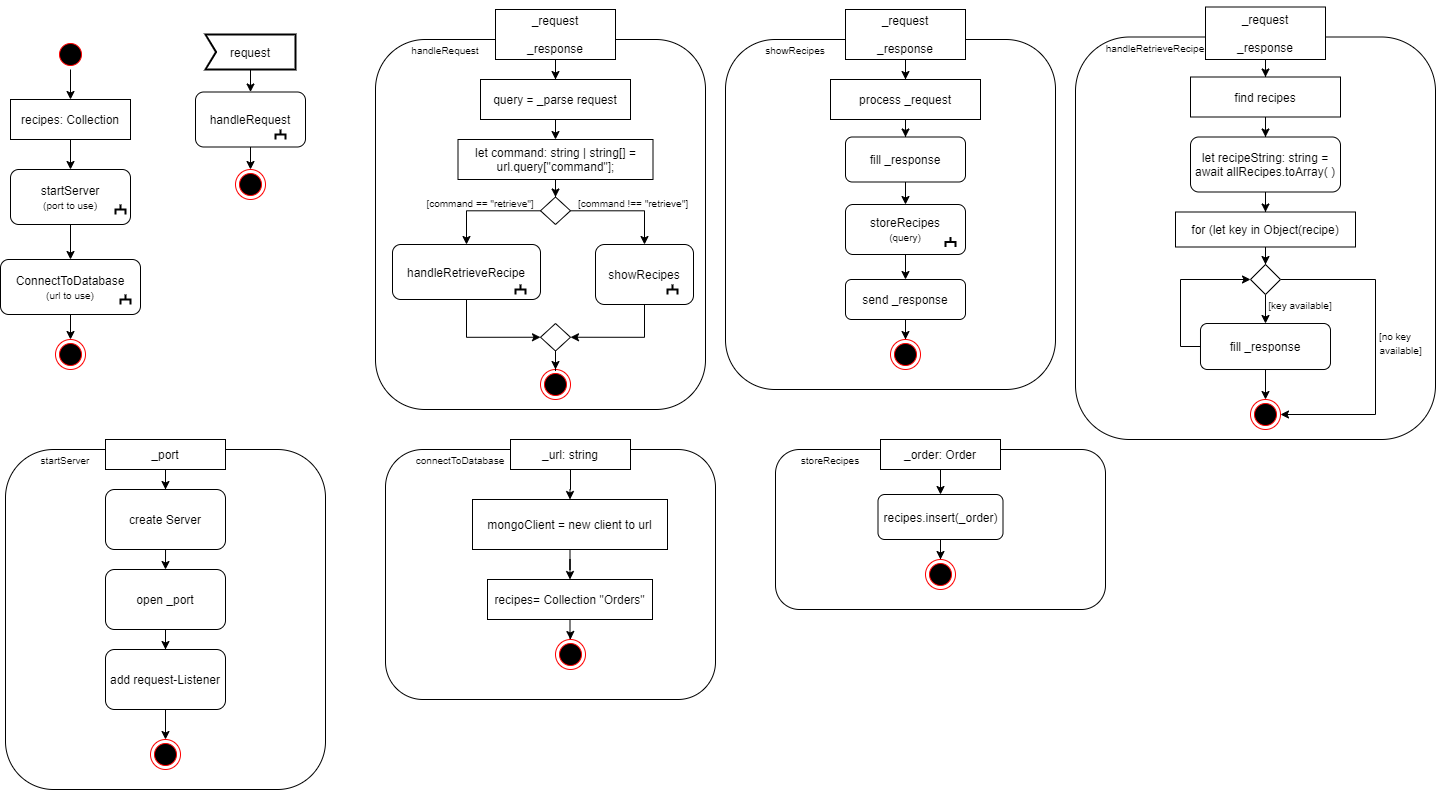 recipes: Collection
startServer
(port to use)
ConnectToDatabase
(url to use)
request
handleRequest
handleRequest
_request
_response
query = _parse request
let command: string | string[] =
url.query["command"];
[command == "retrieve"]
[command !== "retrieve"]
handleRetrieveRecipe
showRecipes
showRecipes
_request
_response
process _request
fill _response
storeRecipes
(query)
send _response
handleRetrieveRecipe
_request
_response
find recipes
let recipeString: string =
await allRecipes.toArray( )
for (let key in Object(recipe)
[key available]
fill _response
[no key
available]
startServer
_port
create Server
open _port
add request-Listener
connectToDatabase
_url: string
mongoClient = new client to url
recipes= Collection "Orders"
storeRecipes
_order: Order
recipes.insert(_order)